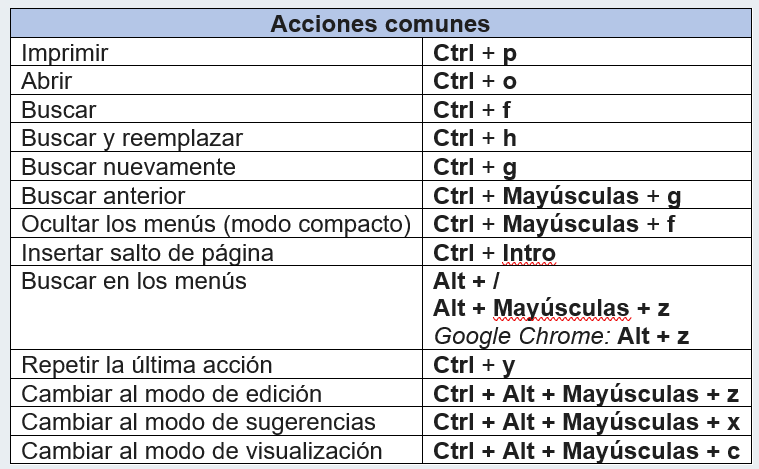 Acciones comunes
Imprimir Ctrl + p
Abrir Ctrl + o
Buscar Ctrl + f
Buscar y reemplazar Ctrl + h
Buscar nuevamente Ctrl + g
Buscar anterior Ctrl + Mayúsculas + g
Ocultar los menús (modo compacto) Ctrl + Mayúsculas + f
Insertar salto de página Ctrl + Intro
Buscar en los menús Alt + /
Alt + Mayúsculas + z
Google Chrome: Alt + z
Repetir la última acción Ctrl + y
Cambiar al modo de edición Ctrl + Alt + Mayúsculas + z
Cambiar al modo de sugerencias Ctrl + Alt + Mayúsculas + x
Cambiar al modo de visualización Ctrl + Alt + Mayúsculas + c